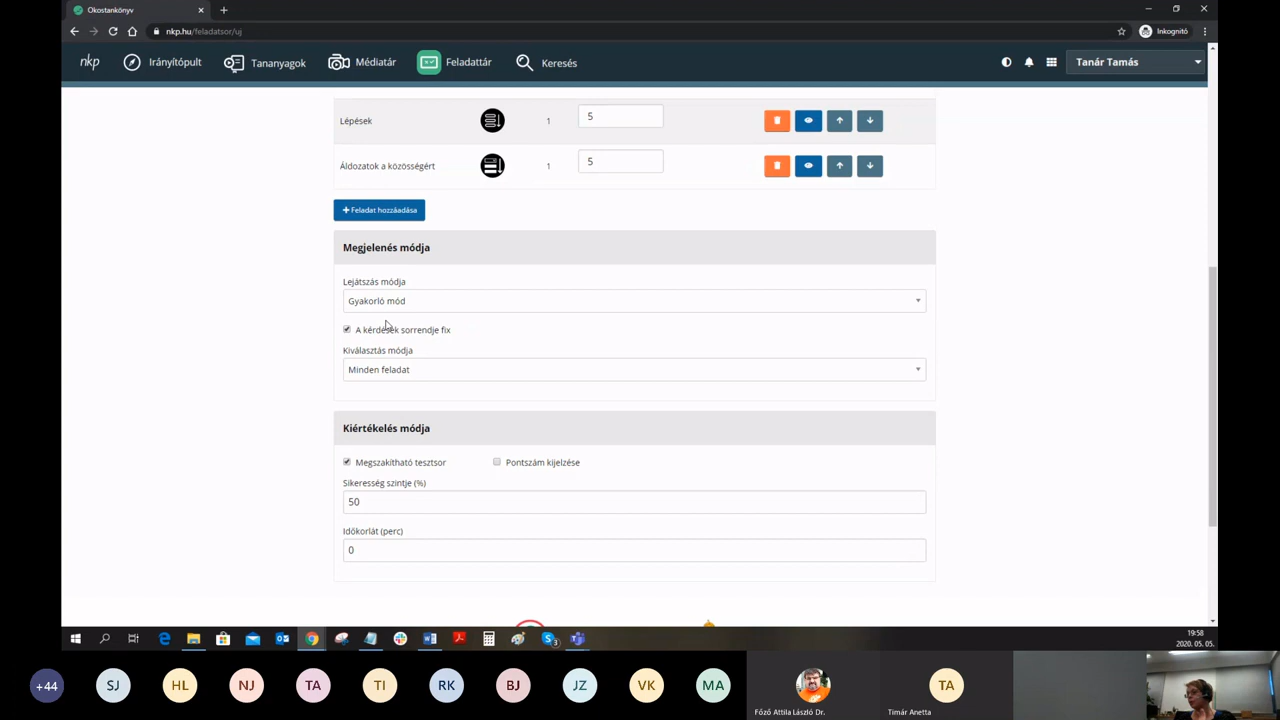 Okostankönyv
nkp.hu/feladatsor/uj
Inkognitó
nkp
Irányítópult
Tananyagok
Médiatár
Feladattár
Keresés
Tanár Tamás
Lépések
1
5
Áldozatok a közösségért
1
5
+ Feladat hozzáadása
Megjelenés módja
Lejátszás módja
Gyakorló mód
A kérdések sorrendje fix
Kiválasztás módja
Minden feladat
Kiértékelés módja
Megszakítható tesztsor
Pontszám kijelzése
Sikeresség szintje (%)
50
Időkorlát (perc)
0
3
19:58
2020. 05. 05.
+44
SJ
HL
NJ
TA
TI
RK
BJ
JZ
VK
MA
TA
Főző Attila László Dr.
Tímár Anetta